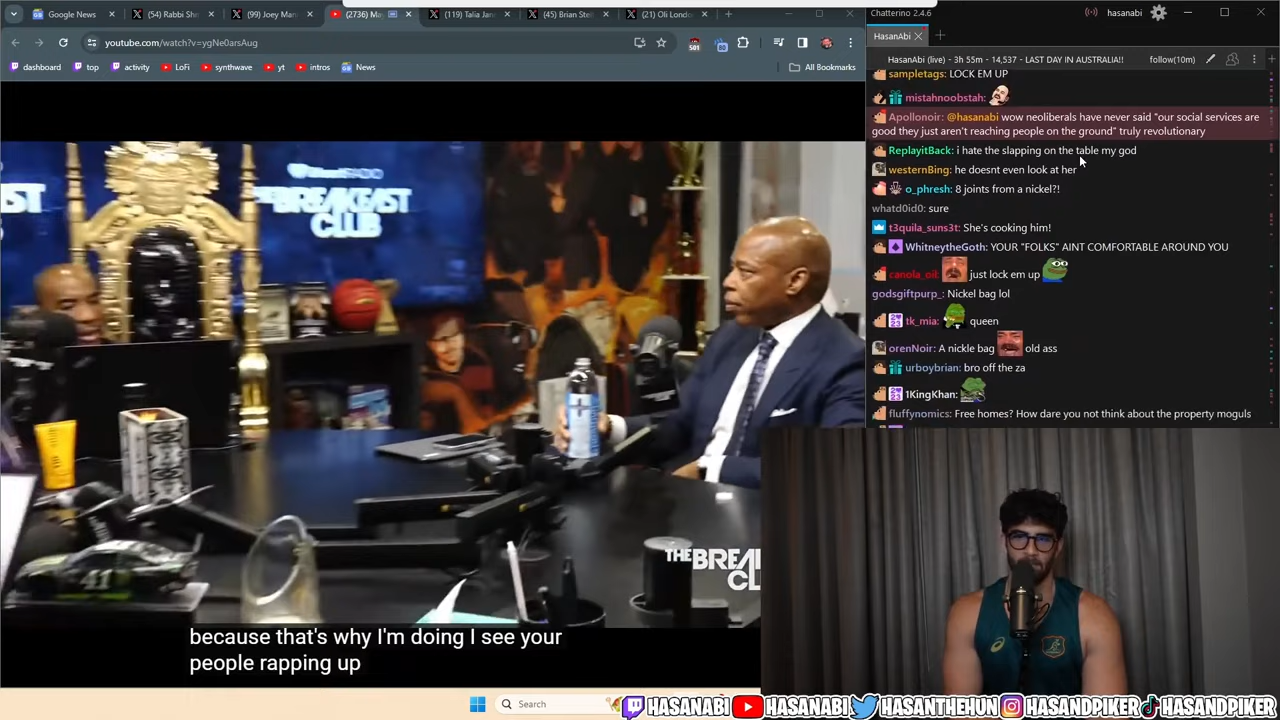 Google News
(54) Rabbi Shm
(99) Joey Man
(2736) Ma
(119) Talia Jan
(45) Brian Stel
(21) Oli Londo
youtube.com/watch?v=ygNe0arsAug
501
80
dashboard
top
activity
LoFi
synthwave
yt
intros
News
All Bookmarks
THE BREAKFAST
CLUB
41
THE BREA
CL
because that's why I'm doing I see your
people rapping up
Chatterino 2.4.6
hasanabi
HasanAbi
HasanAbi (live) - 3h 55m - 14,537 - LAST DAY IN AUSTRALIA!!
follow(10m)
sampletags: LOCK EM UP
mistahnoobstah:
Apollonoir: @hasanabi wow neoliberals have never said "our social services are
good they just aren't reaching people on the ground" truly revolutionary
ReplayitBack: i hate the slapping on the table my god
westernBing: he doesnt even look at her
o_phresh: 8 joints from a nickel?!
whatd0id0: sure
t3quila_suns3t: She's cooking him!
WhitneytheGoth: YOUR "FOLKS" AINT COMFORTABLE AROUND YOU
canola_oil: just lock em up
godsgiftpurp_: Nickel bag lol
tk_mia: queen
orenNoir: A nickle bag old ass
urboybrian: bro off the za
1KingKhan:
fluffynomics: Free homes? How dare you not think about the property moguls
Search
HASANABI
HASANABI
HASANTHEHUN
HASANDPIKER
HASANDPIKER